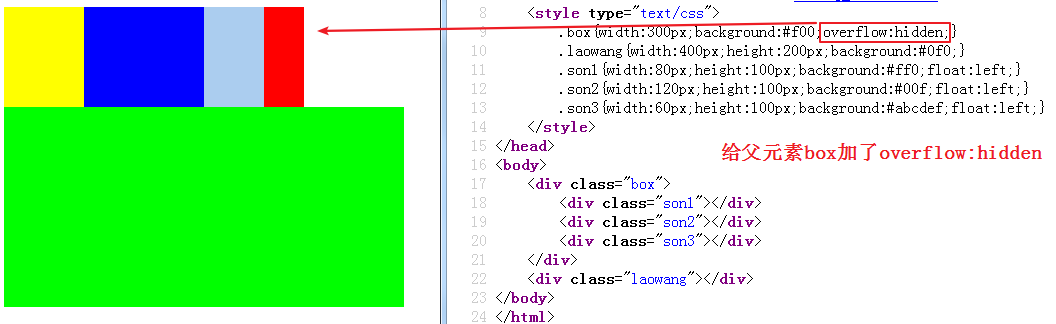 8 <style type="text/css">
9 .box{width:300px;background:#f00;overflow:hidden;}
10 .laowang{width:400px;height:200px;background:#0f0;}
11 .son1{width:80px;height:100px;background:#ff0;float:left;}
12 .son2{width:120px;height:100px;background:#00f;float:left;}
13 .son3{width:60px;height:100px;background:#abcdef;float:left;}
14 </style>
15 </head>
给父元素box加了overflow:hidden
16 <body>
17 <div class="box">
18 <div class="son1"></div>
19 <div class="son2"></div>
20 <div class="son3"></div>
21 </div>
22 <div class="laowang"></div>
23 </body>
24 </html>